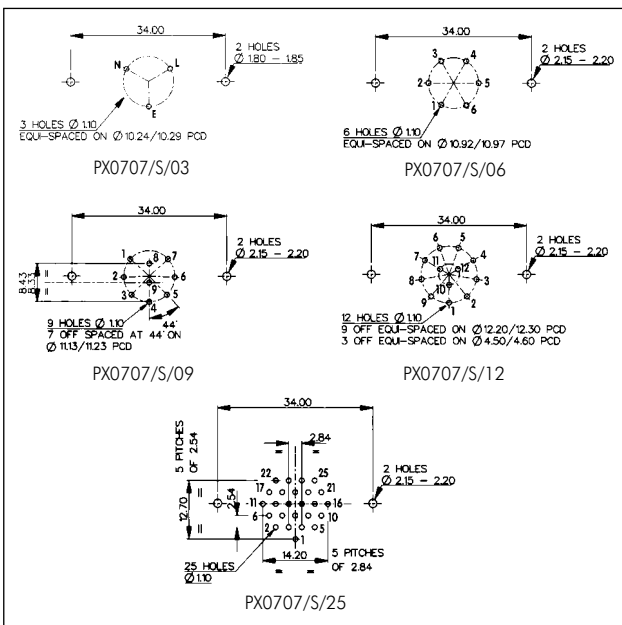 34.00
2 HOLES
Ø 1.80 – 1.85
N
L
E
3 HOLES Ø 1.10
EQUI-SPACED ON Ø 10.24/10.29 PCD
PX0707/S/03
34.00
2 HOLES
Ø 2.15 – 2.20
3
4
2
5
1
6
6 HOLES Ø 1.10
EQUI-SPACED ON Ø 10.92/10.97 PCD
PX0707/S/06
34.00
2 HOLES
Ø 2.15 – 2.20
8.43
8.33
=
=
1
7
8
2
6
9
3
5
4
44°
9 HOLES Ø 1.10
7 OFF SPACED AT 44° ON
Ø 11.13/11.23 PCD
PX0707/S/09
34.00
2 HOLES
Ø 2.15 – 2.20
6
5
7
4
11
12
8
3
10
9
2
1
12 HOLES Ø 1.10
9 OFF EQUI-SPACED ON Ø 12.20/12.30 PCD
3 OFF EQUI-SPACED ON Ø 4.50/4.60 PCD
PX0707/S/12
34.00
5 PITCHES
OF 2.54
2.84
=
=
2 HOLES
Ø 2.15 – 2.20
22
25
17
21
12.70
=
=
2.54
11
16
6
10
2
5
1
14.20
5 PITCHES
OF 2.84
=
=
25 HOLES
Ø 1.10
PX0707/S/25